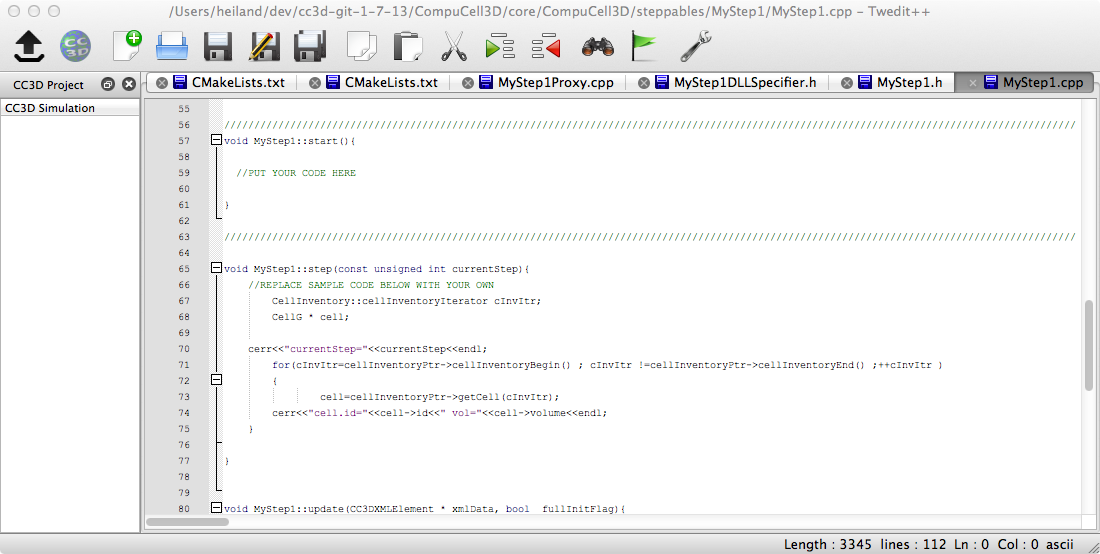 /Users/heiland/dev/cc3d-git-1-7-13/CompuCell3D/core/CompuCell3D/steppables/MyStep1/MyStep1.cpp - Twedit++
CC
3D
CC3D Project
CMakeLists.txt
CMakeLists.txt
MyStep1Proxy.cpp
MyStep1DLLSpecifier.h
MyStep1.h
MyStep1.cpp
CC3D Simulation
55
56 //////////////////////////////////////////////////////////////////////////////////////////////////////////////////////////////////////////////
57 void MyStep1::start(){
58
59 //PUT YOUR CODE HERE
60
61 }
62
63 //////////////////////////////////////////////////////////////////////////////////////////////////////////////////////////////////////////////
64
65 void MyStep1::step(const unsigned int currentStep){
66 //REPLACE SAMPLE CODE BELOW WITH YOUR OWN
67 CellInventory::cellInventoryIterator cInvItr;
68 CellG * cell;
69
70 cerr<<"currentStep="<<currentStep<<endl;
71 for(cInvItr=cellInventoryPtr->cellInventoryBegin() ; cInvItr !=cellInventoryPtr->cellInventoryEnd() ;++cInvItr )
72 {
73 cell=cellInventoryPtr->getCell(cInvItr);
74 cerr<<"cell.id="<<cell->id<<" vol="<<cell->volume<<endl;
75 }
76
77 }
78
79
80 void MyStep1::update(CC3DXMLElement * xmlData, bool fullInitFlag){
Length : 3345 lines : 112 Ln : 0 Col : 0 ascii